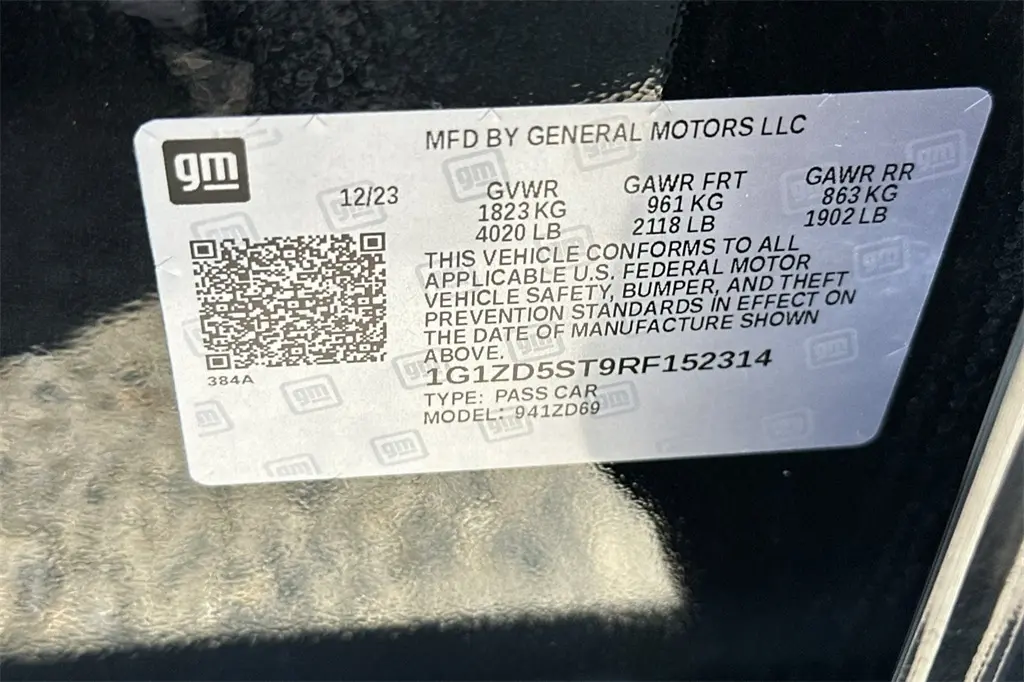 gm
MFD BY GENERAL MOTORS LLC
12/23
GVWR
1823 KG
4020 LB
GAWR FRT
961 KG
2118 LB
GAWR RR
863 KG
1902 LB
THIS VEHICLE CONFORMS TO ALL
APPLICABLE U.S. FEDERAL MOTOR
VEHICLE SAFETY, BUMPER, AND THEFT
PREVENTION STANDARDS IN EFFECT ON
THE DATE OF MANUFACTURE SHOWN
ABOVE.
384A
1G1ZD5ST9RF152314
TYPE: PASS CAR
MODEL: 941ZD69